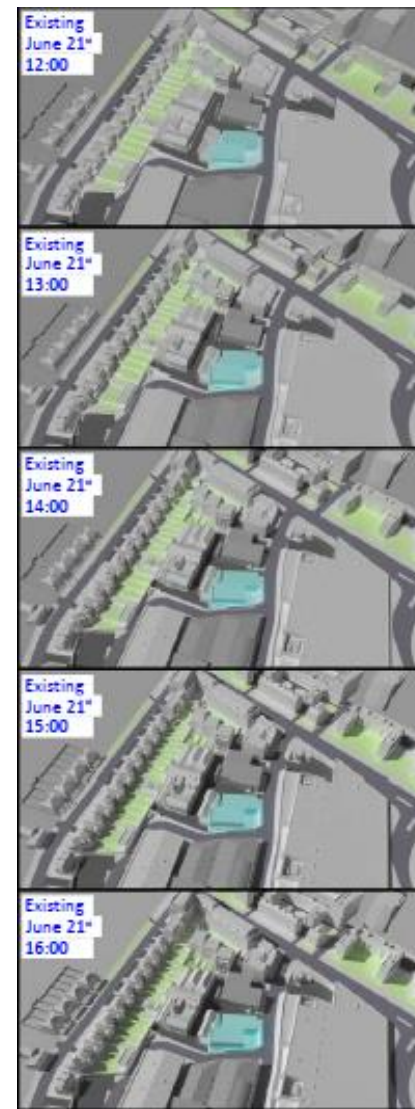 Existing
June 21st
12:00
Existing
June 21st
13:00
Existing
June 21st
14:00
Existing
June 21st
15:00
Existing
June 21st
16:00